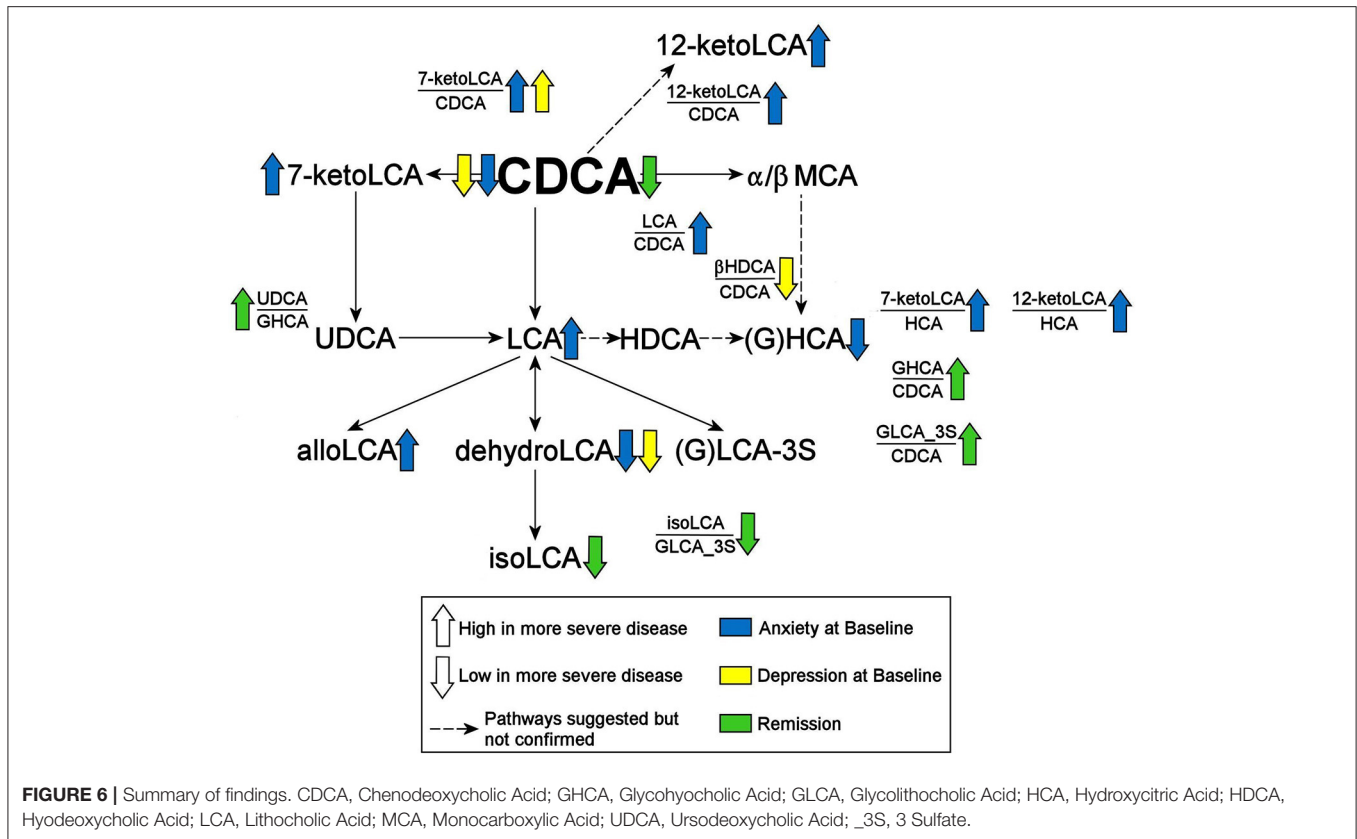 12-ketoLCA
7-ketoLCA
CDCA
12-ketoLCA
CDCA
7-ketoLCA
CDCA
α/β MCA
LCA
CDCA
βHDCA
CDCA
7-ketoLCA
HCA
12-ketoLCA
HCA
UDCA
GHCA
UDCA
LCA
HDCA
(G)HCA
GHCA
CDCA
GLCA_3S
CDCA
alloLCA
dehydroLCA
(G)LCA-3S
isoLCA
GLCA_3S
isoLCA
High in more severe disease
Anxiety at Baseline
Low in more severe disease
Depression at Baseline
Pathways suggested but
not confirmed
Remission
FIGURE 6 | Summary of findings. CDCA, Chenodeoxycholic Acid; GHCA, Glycohyocholic Acid; GLCA, Glycolithocholic Acid; HCA, Hydroxycitric Acid; HDCA,
Hyodeoxycholic Acid; LCA, Lithocholic Acid; MCA, Monocarboxylic Acid; UDCA, Ursodeoxycholic Acid; _3S, 3 Sulfate.